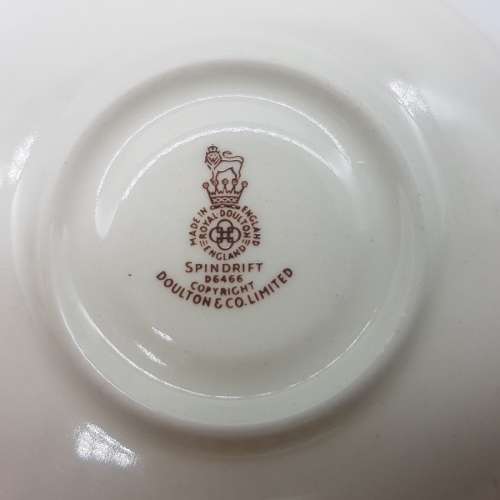 MADE IN ENGLAND
ROYAL DOULTON
ENGLAND
SPINDRIFT
D6466
COPYRIGHT
DOULTON & CO. LIMITED